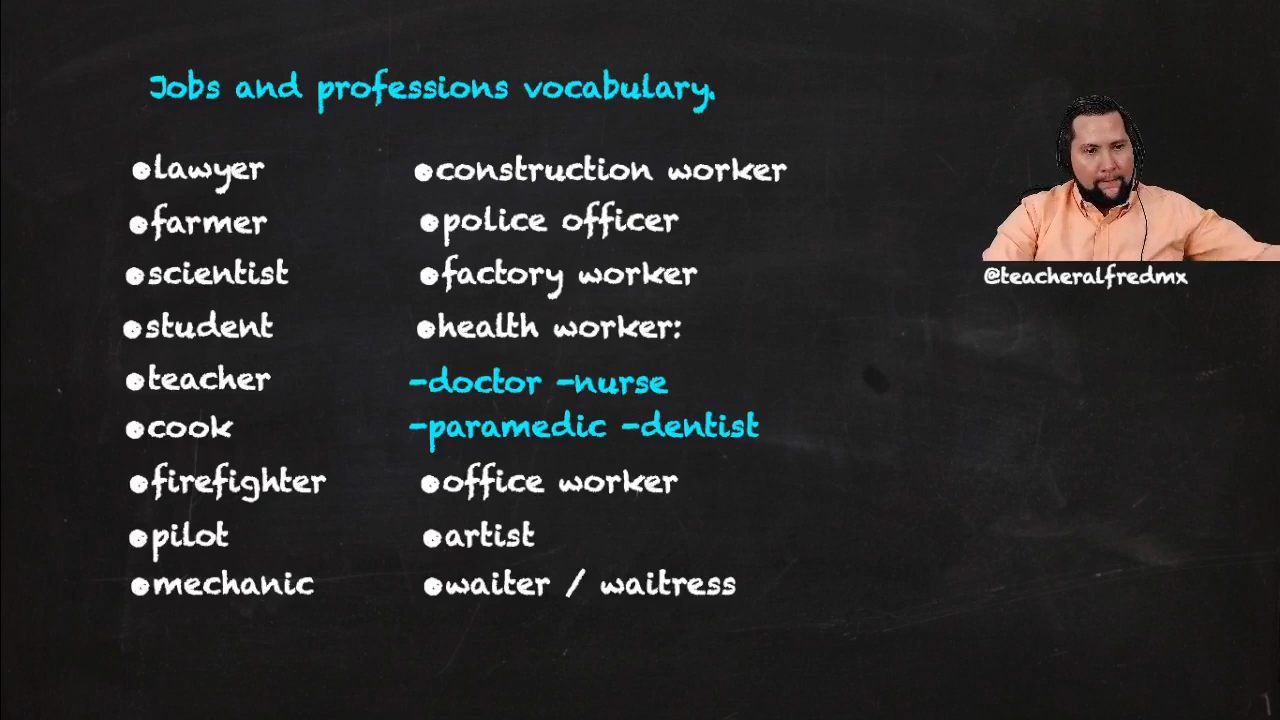 Jobs and professions vocabulary.
•lawyer
•farmer
•scientist
•student
•teacher
•cook
•firefighter
•pilot
•mechanic
•construction worker
•police officer
•factory worker
•health worker:
-doctor -nurse
-paramedic -dentist
•office worker
•artist
•waiter / waitress
@teacheralfredmx